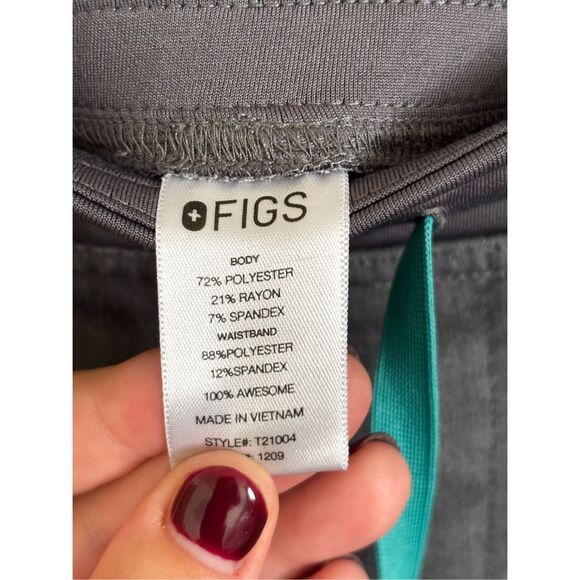 FIGS
BODY
72% POLYESTER
21% RAYON
7% SPANDEX
WAISTBAND
88%POLYESTER
12%SPANDEX
100% AWESOME
MADE IN VIETNAM
STYLE#: T21004
#: 1209